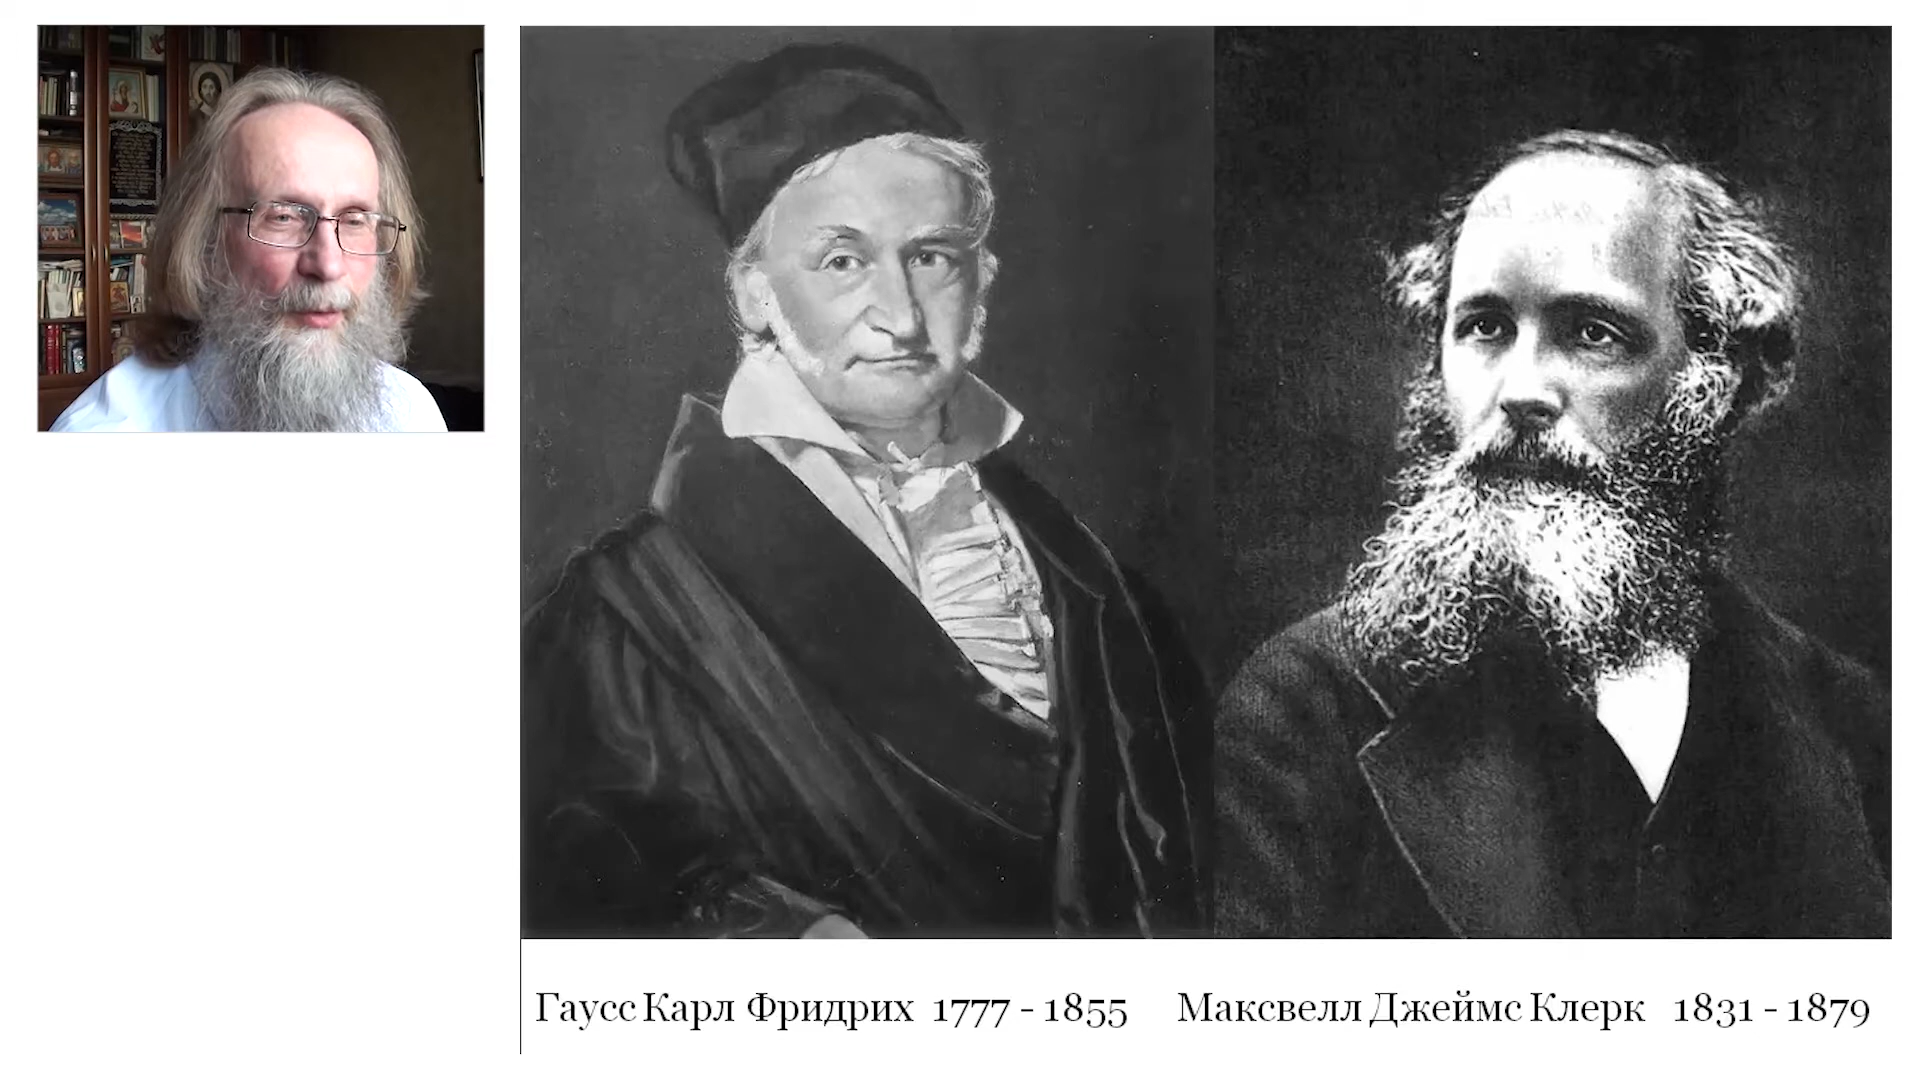 Гаусс Карл Фридрих 1777 - 1855
Максвелл Джеймс Клерк 1831 - 1879